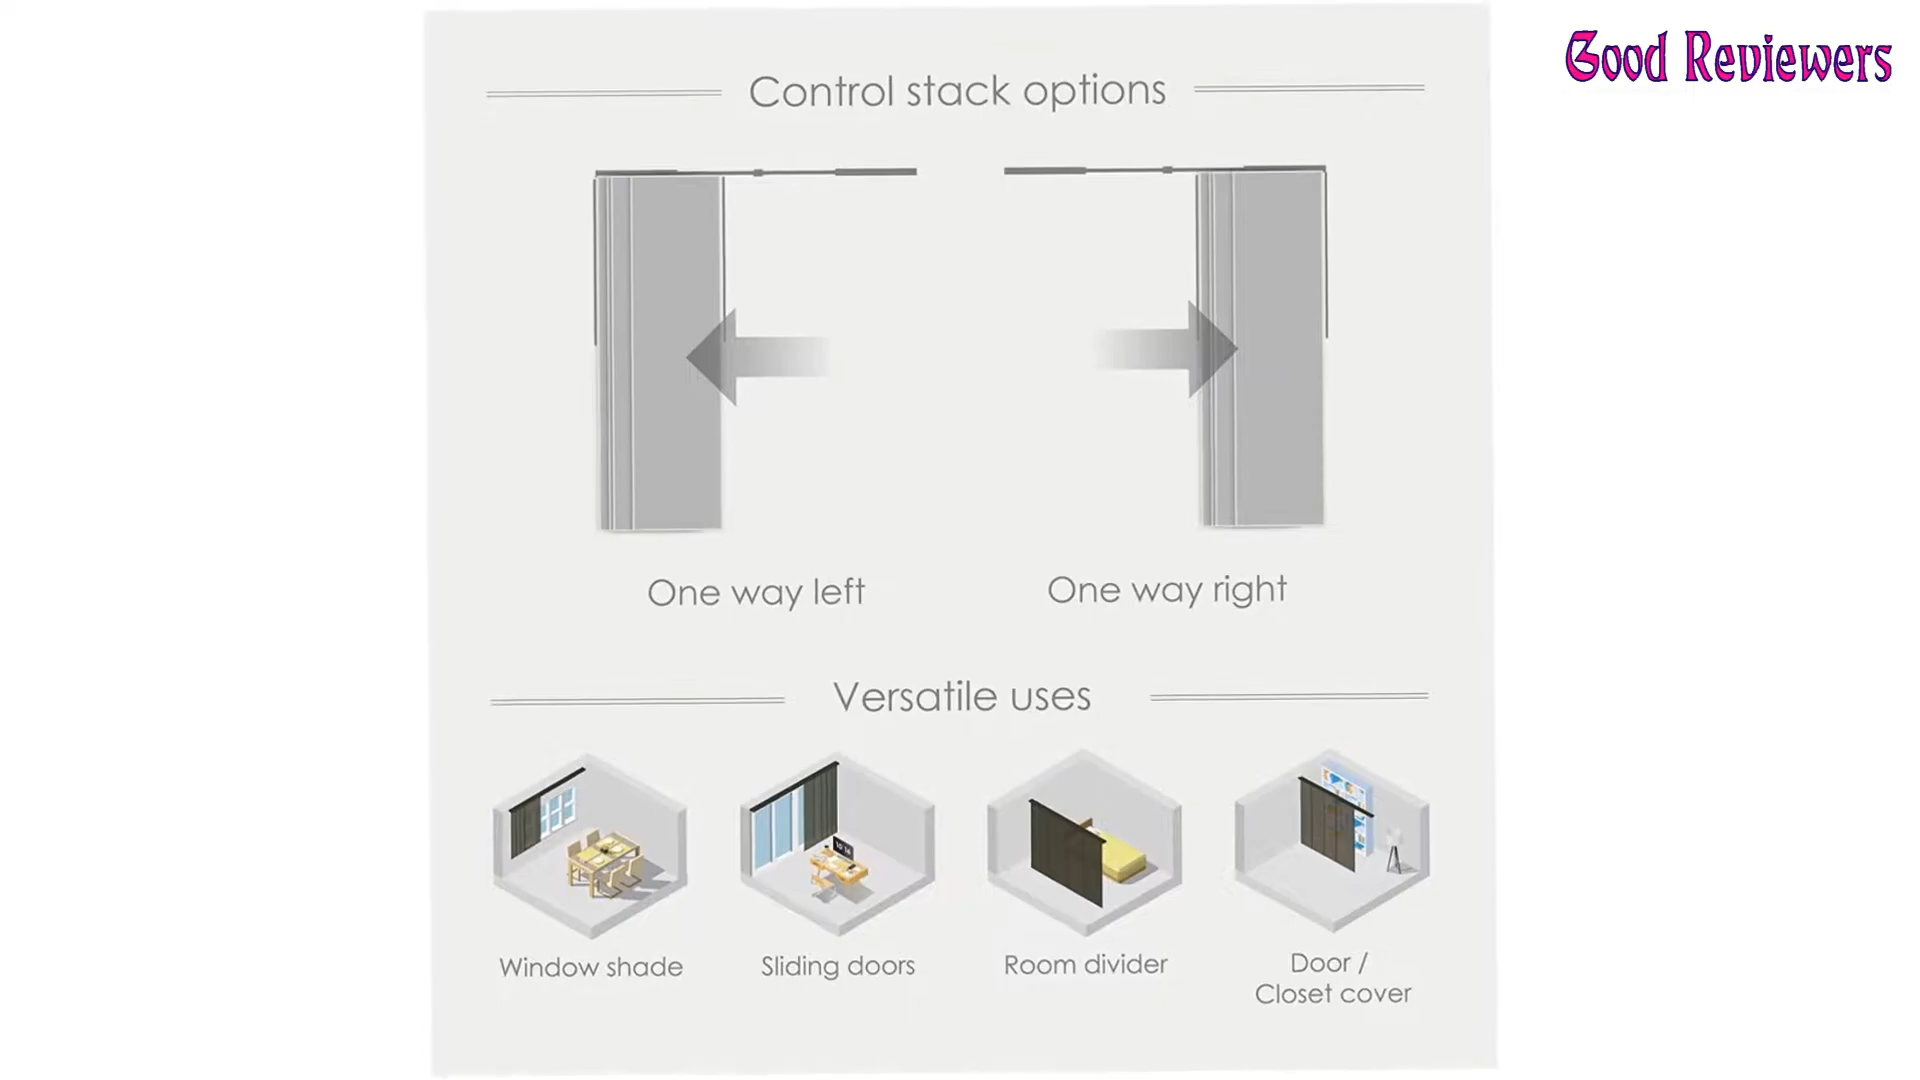 Good Reviewers
Control stack options
One way left
One way right
Versatile uses
Window shade
Sliding doors
Room divider
Door /
Closet cover